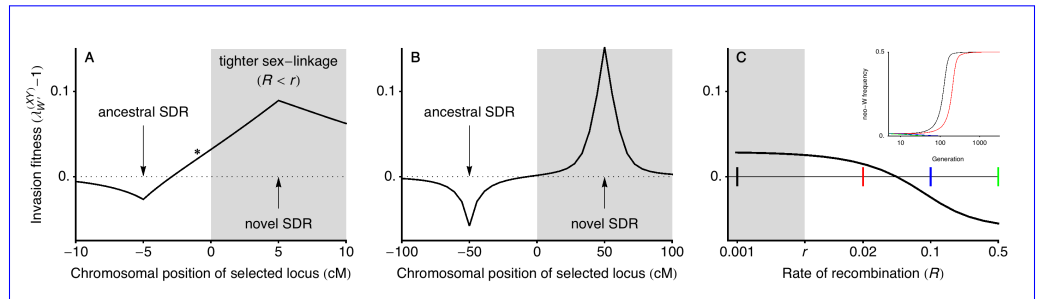 Invasion fitness (λ_{W′}^{(XY)}−1)
A
0.1
0.
tighter sex−linkage
(R < r)
ancestral SDR
*
novel SDR
−10
−5
0
5
10
Chromosomal position of selected locus (cM)
B
0.1
0.
ancestral SDR
novel SDR
−100
−50
0
50
100
Chromosomal position of selected locus (cM)
C
0.1
0.
neo−W frequency
0.5
0.
10
100
1000
Generation
0.001
r
0.02
0.1
0.5
Rate of recombination (R)